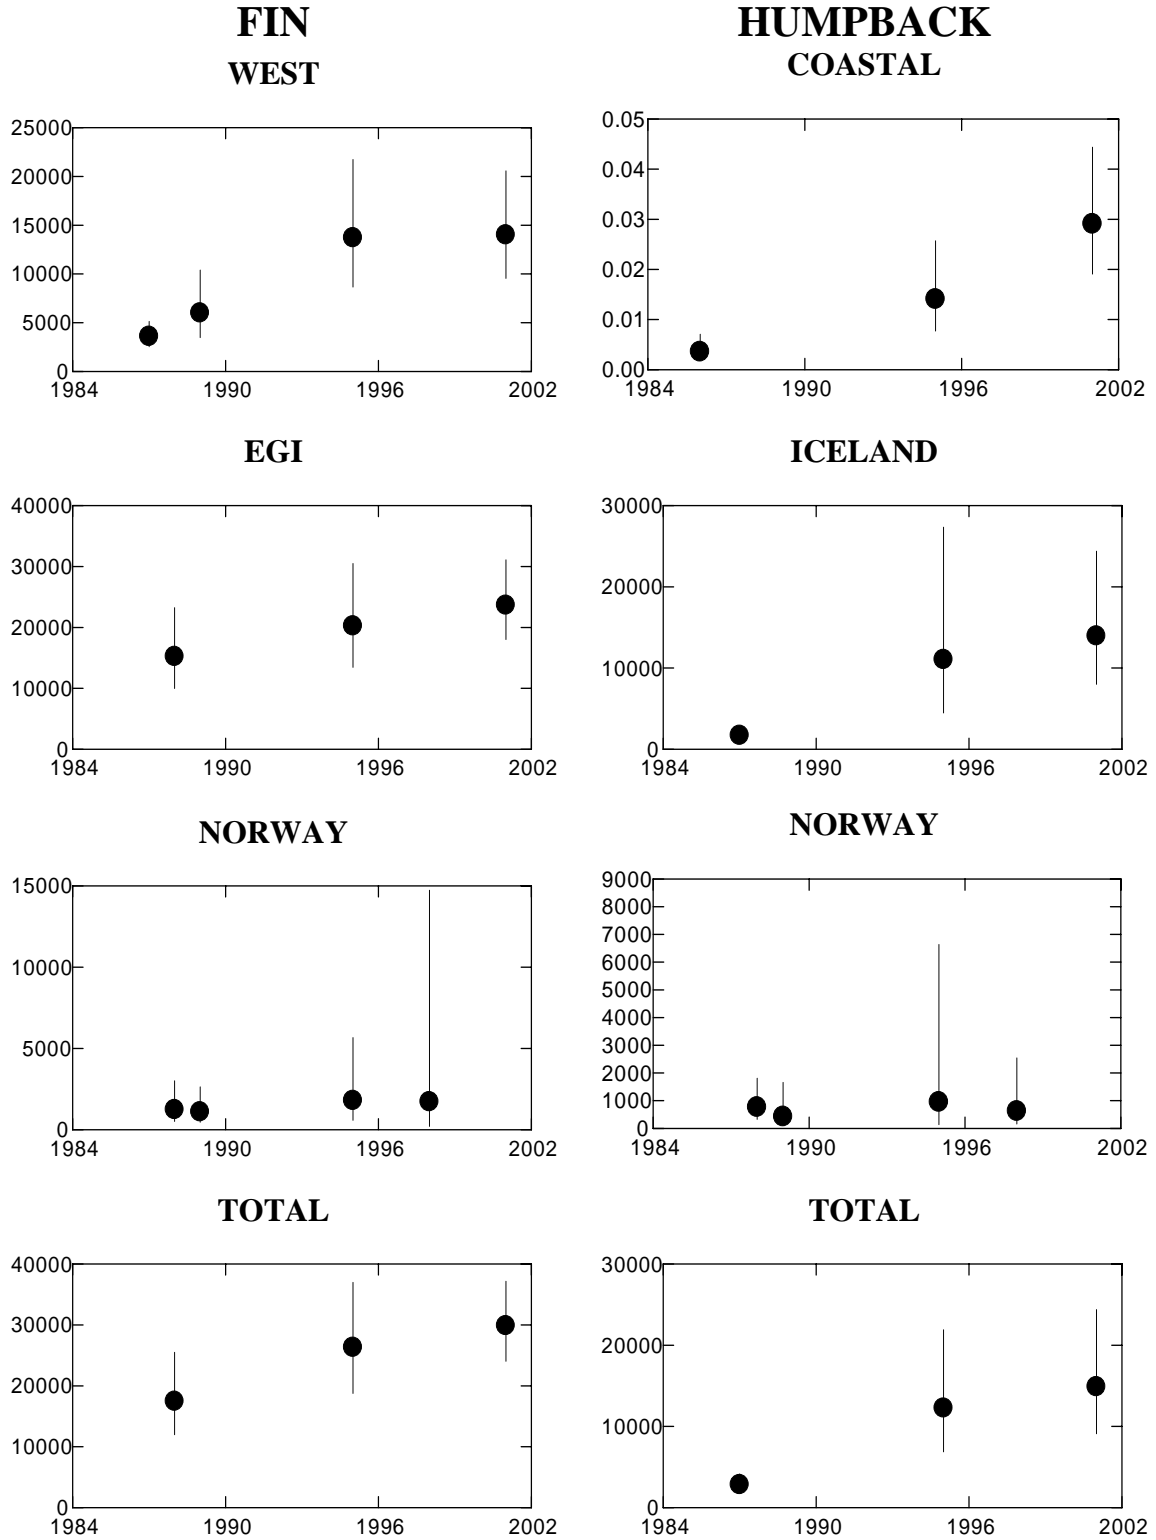 FIN
HUMPBACK
WEST
COASTAL
25000
20000
15000
10000
5000
0
1984 1990 1996 2002
0.05
0.04
0.03
0.02
0.01
0.00
1984 1990 1996 2002
EGI
ICELAND
40000
30000
20000
10000
0
1984 1990 1996 2002
30000
20000
10000
0
1984 1990 1996 2002
NORWAY
NORWAY
15000
10000
5000
0
1984 1990 1996 2002
9000
8000
7000
6000
5000
4000
3000
2000
1000
0
1984 1990 1996 2002
TOTAL
TOTAL
40000
30000
20000
10000
0
1984 1990 1996 2002
30000
20000
10000
0
1984 1990 1996 2002